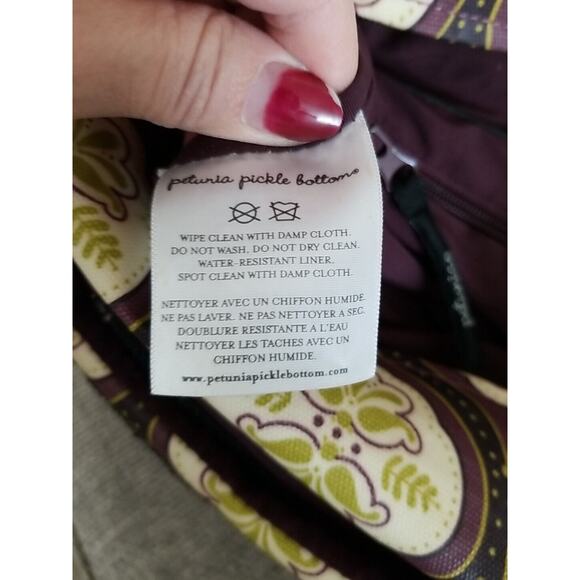 petunia pickle bottom®
WIPE CLEAN WITH DAMP CLOTH.
DO NOT WASH. DO NOT DRY CLEAN.
WATER-RESISTANT LINER,
SPOT CLEAN WITH DAMP CLOTH.
NETTOYER AVEC UN CHIFFON HUMIDE.
NE PAS LAVER. NE PAS NETTOYER A SEC.
DOUBLURE RESISTANTE A L'EAU
NETTOYER LES TACHES AVEC UN
CHIFFON HUMIDE.
www.petuniapicklebottom.com